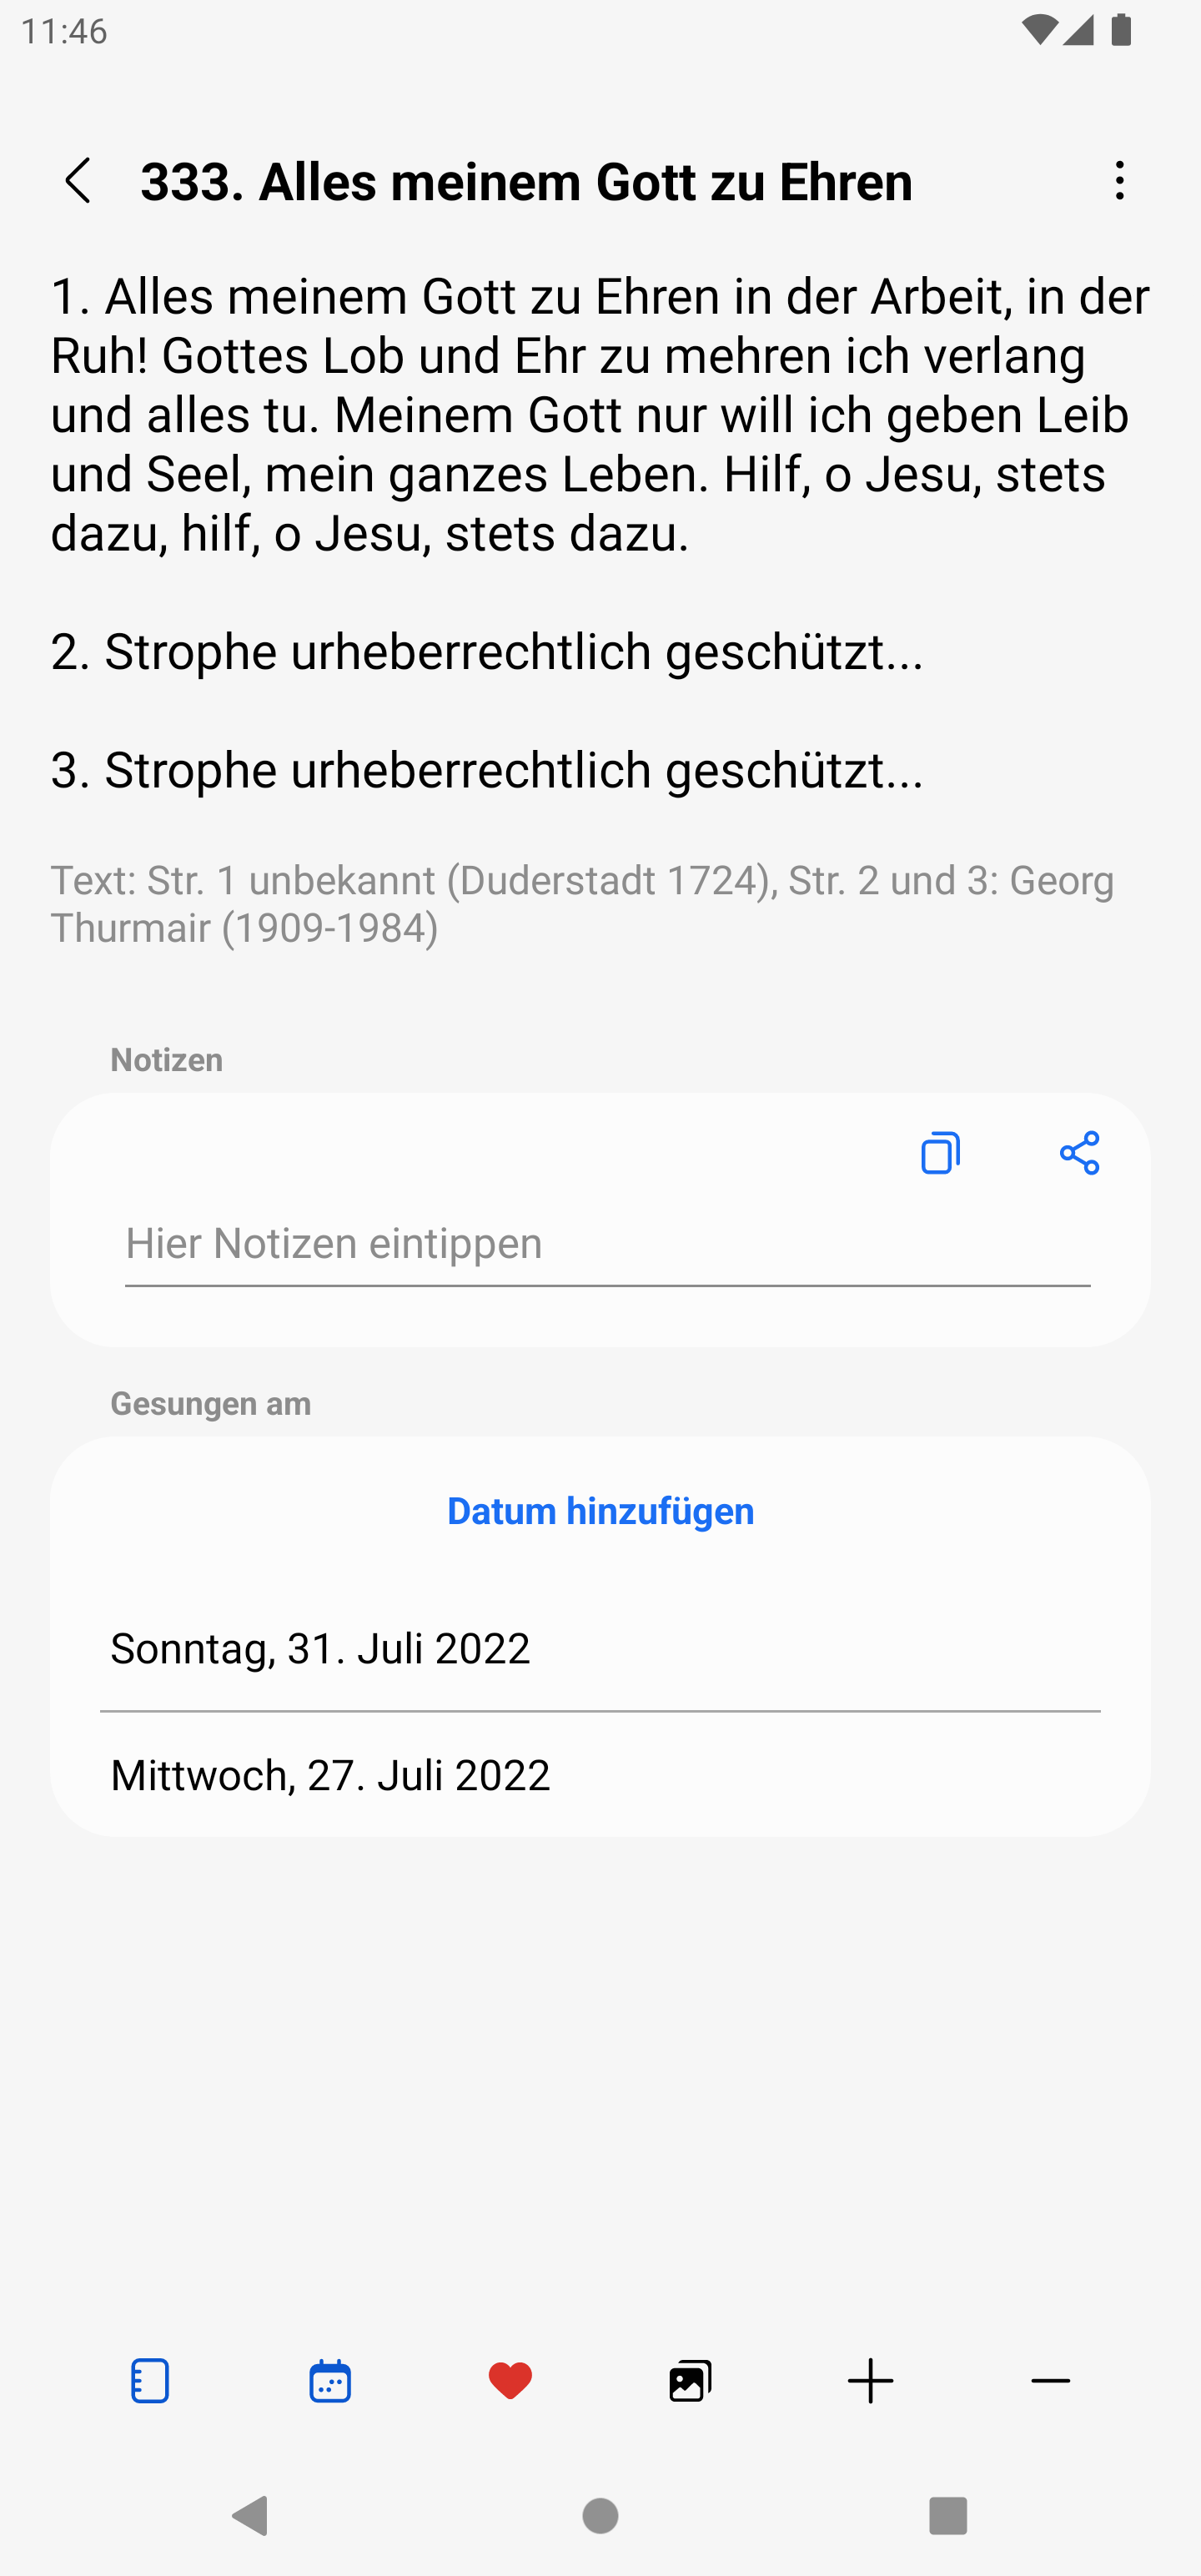 11:46
333. Alles meinem Gott zu Ehren
1. Alles meinem Gott zu Ehren in der Arbeit, in der
Ruh! Gottes Lob und Ehr zu mehren ich verlang
und alles tu. Meinem Gott nur will ich geben Leib
und Seel, mein ganzes Leben. Hilf, o Jesu, stets
dazu, hilf, o Jesu, stets dazu.
2. Strophe urheberrechtlich geschützt...
3. Strophe urheberrechtlich geschützt...
Text: Str. 1 unbekannt (Duderstadt 1724), Str. 2 und 3: Georg
Thurmair (1909-1984)
Notizen
Hier Notizen eintippen
Gesungen am
Datum hinzufügen
Sonntag, 31. Juli 2022
Mittwoch, 27. Juli 2022